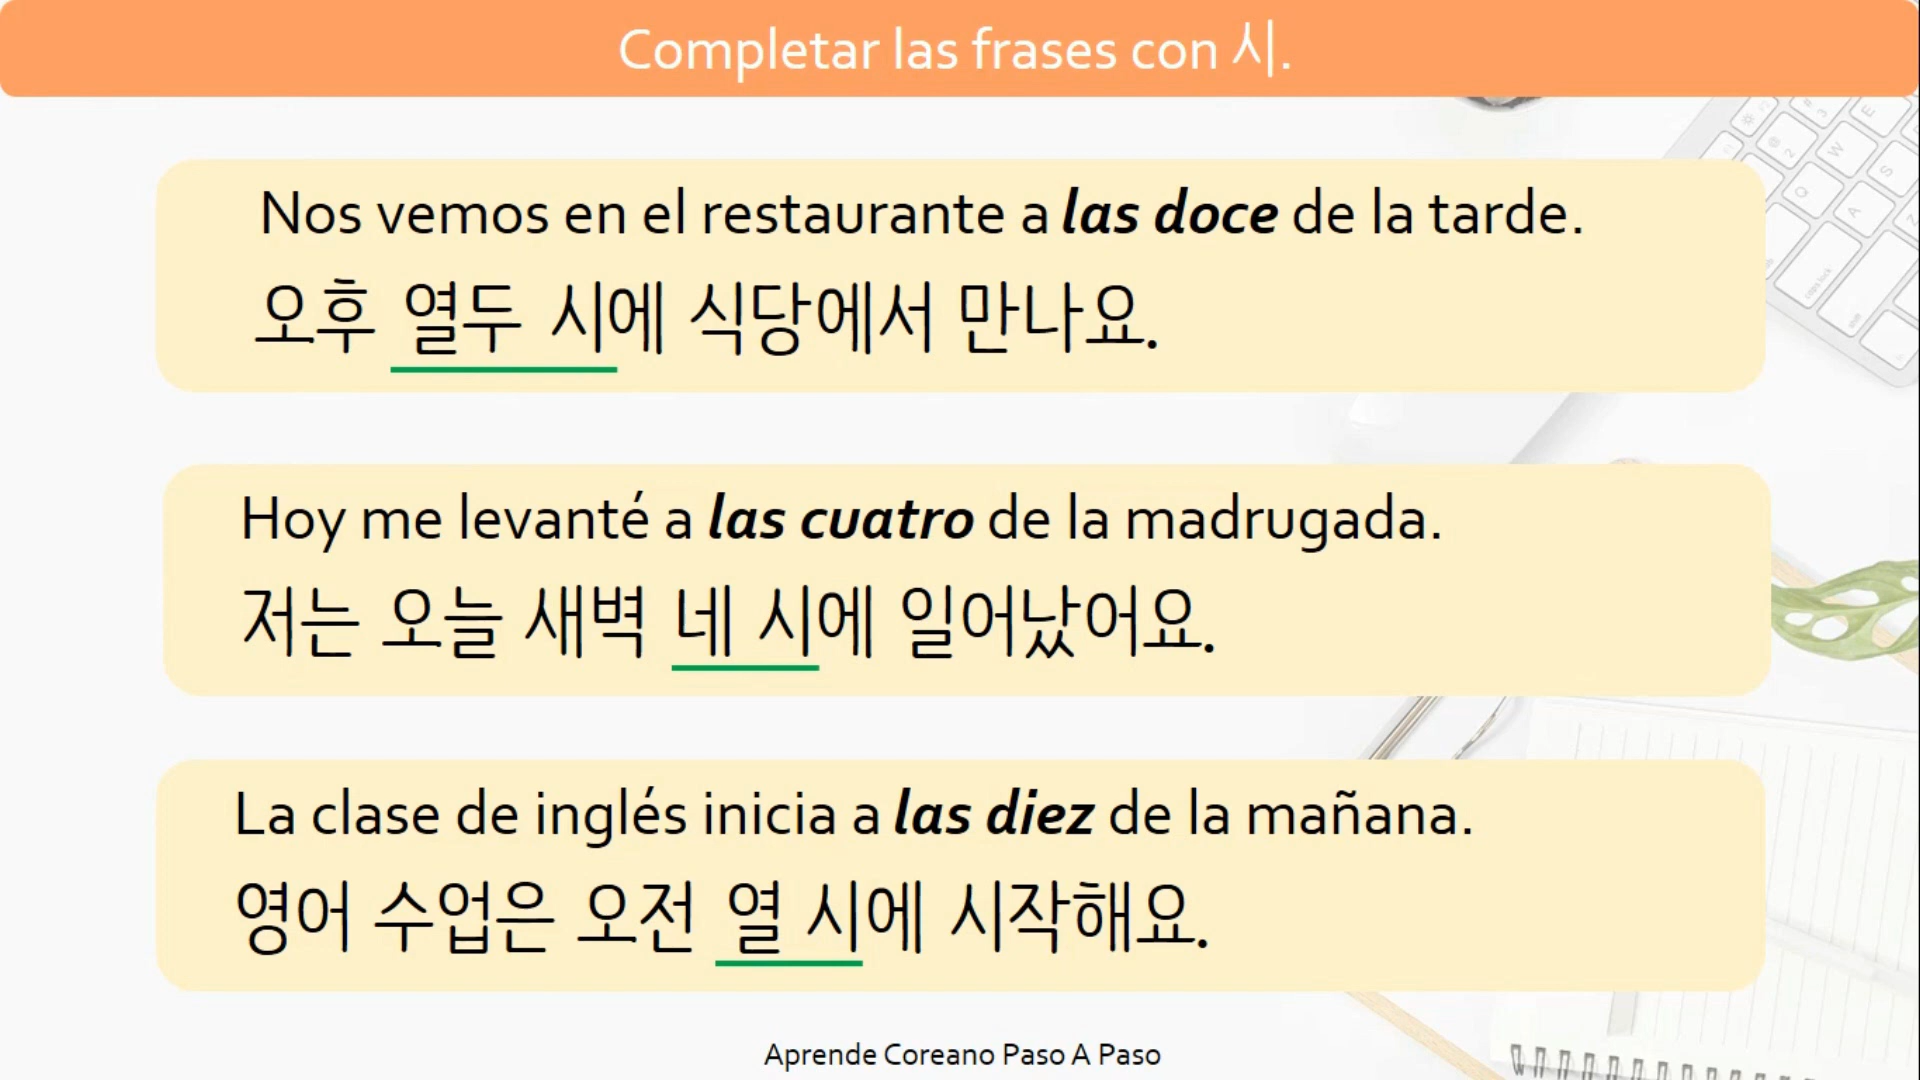 Completar las frases con 시.
Nos vemos en el restaurante a las doce de la tarde.
오후 열두 시에 식당에서 만나요.
Hoy me levanté a las cuatro de la madrugada.
저는 오늘 새벽 네 시에 일어났어요.
La clase de inglés inicia a las diez de la mañana.
영어 수업은 오전 열 시에 시작해요.
Aprende Coreano Paso A Paso